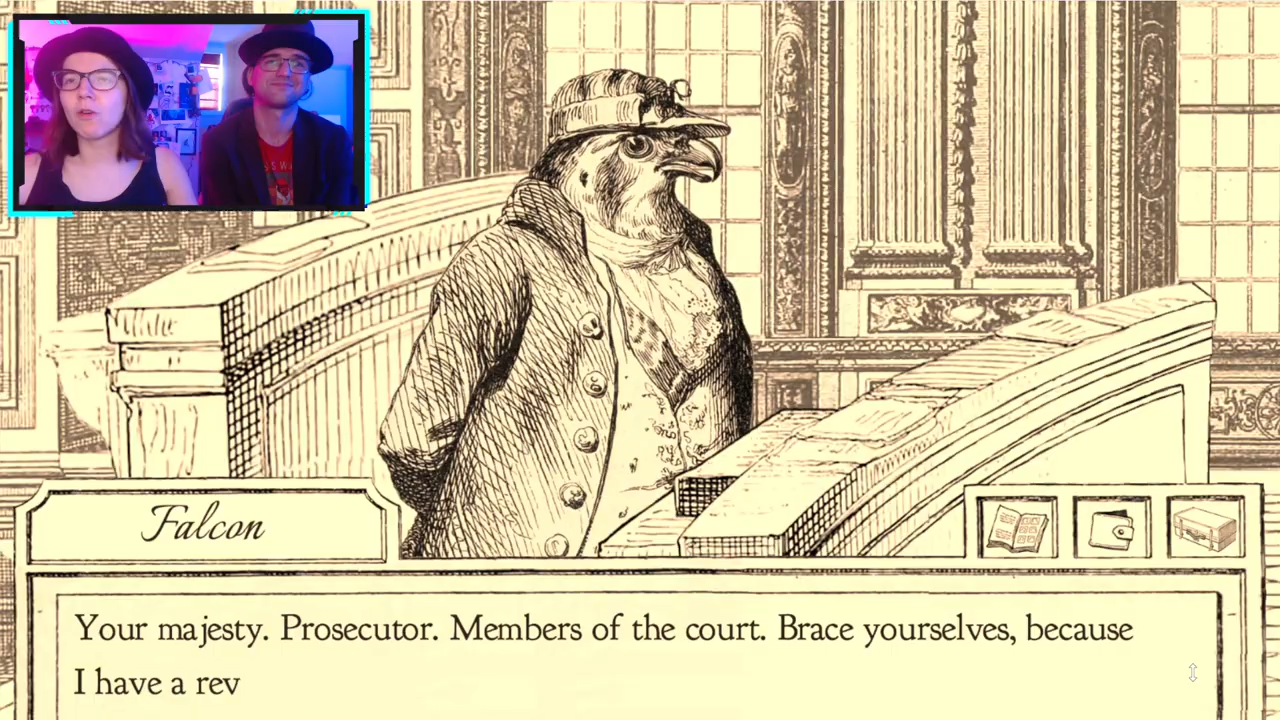 Falcon
Your majesty. Prosecutor. Members of the court. Brace yourselves, because
I have a rev